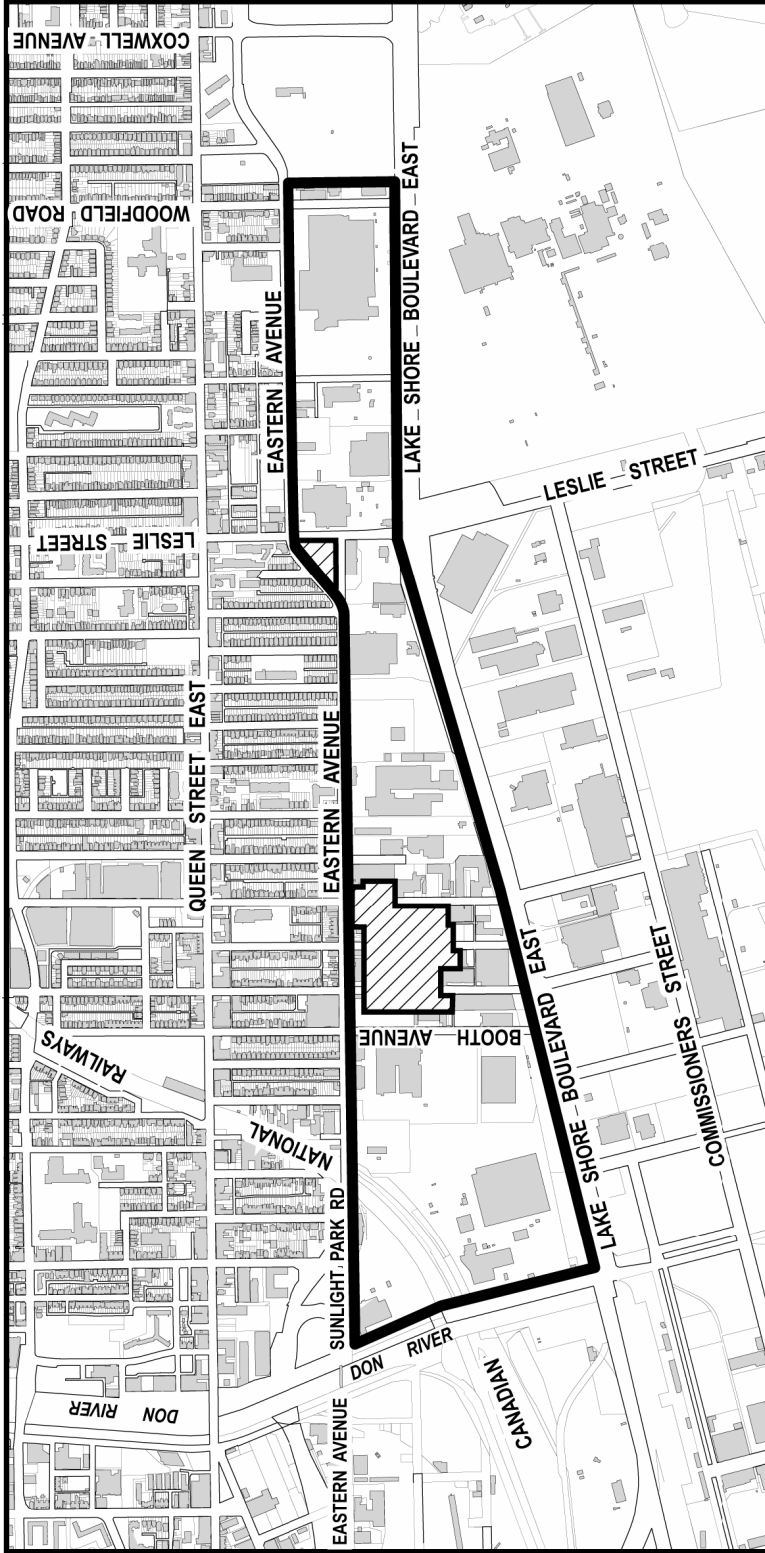 COXWELL AVENUE
WOODFIELD ROAD
LAKE SHORE BOULEVARD EAST
EASTERN AVENUE
LESLIE STREET
LESLIE STREET
QUEEN STREET EAST
EASTERN AVENUE
LAKE SHORE BOULEVARD EAST
COMMISSIONERS STREET
BOOTH AVENUE
RAILWAYS
NATIONAL
SUNLIGHT PARK RD
DON RIVER
DON RIVER
CANADIAN
EASTERN AVENUE